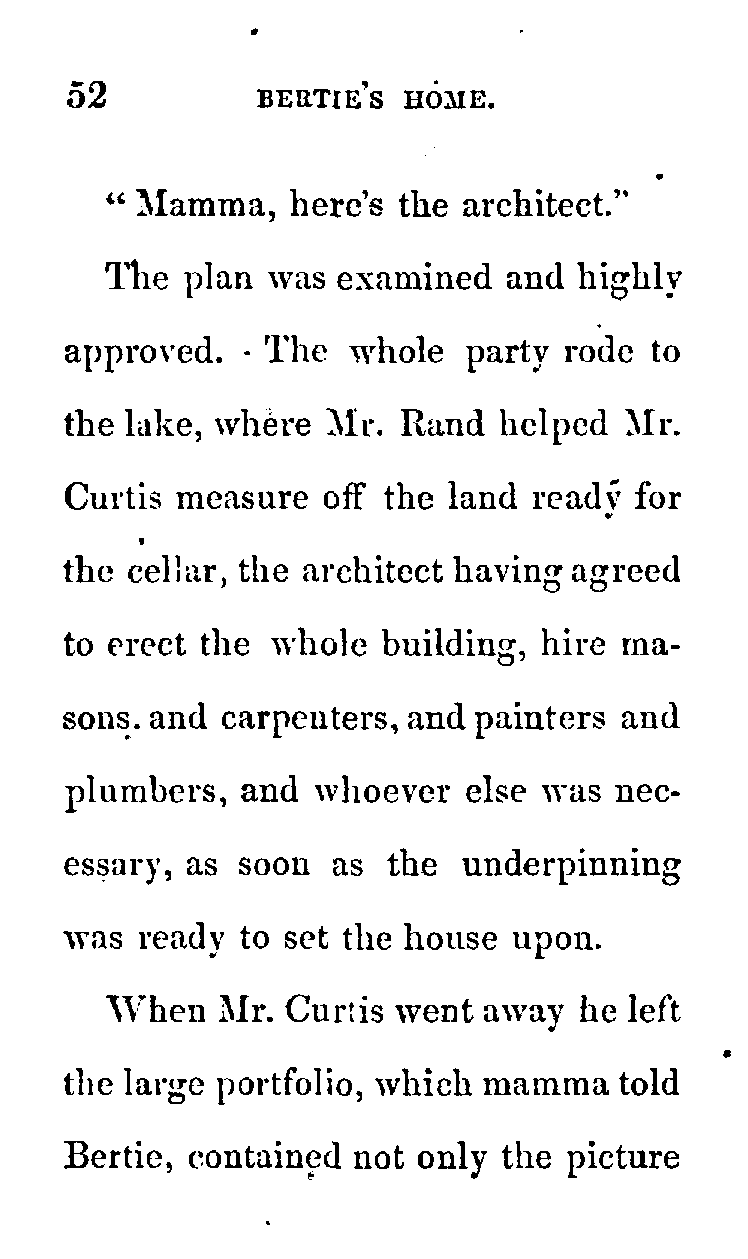 52 BERTIE'S HOME.
“ Mamma, here's the architect.”
The plan was examined and highly
approved. The whole party rode to
the lake, where Mr. Rand helped Mr.
Curtis measure off the land ready for
the cellar, the architect having agreed
to erect the whole building, hire ma-
sons. and carpenters, and painters and
plumbers, and whoever else was nec-
essary, as soon as the underpinning
was ready to set the house upon.
When Mr. Curtis went away he left
the large portfolio, which mamma told
Bertie, contained not only the picture